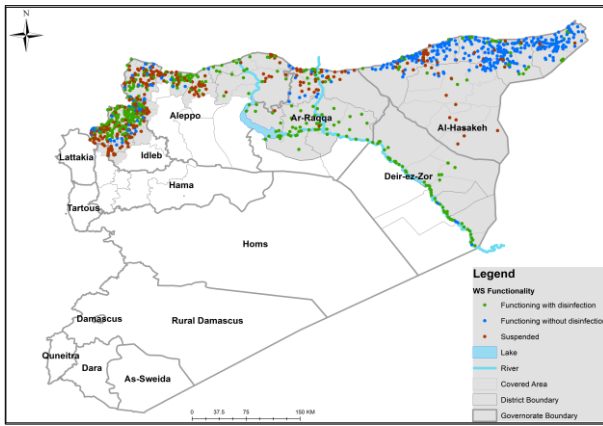 N
Aleppo
Ar-Raqqa
Al-Hasakeh
Lattakia
Idleb
Deir-ez-Zor
Hama
Tartous
Homs
Damascus
Rural Damascus
Quneitra
Dara
As-Sweida
0 37.5 75 150 KM
Legend
WS Functionality
Functioning with disinfection
Functioning without disinfection
Suspended
Lake
River
Covered Area
District Boundary
Governorate Boundary